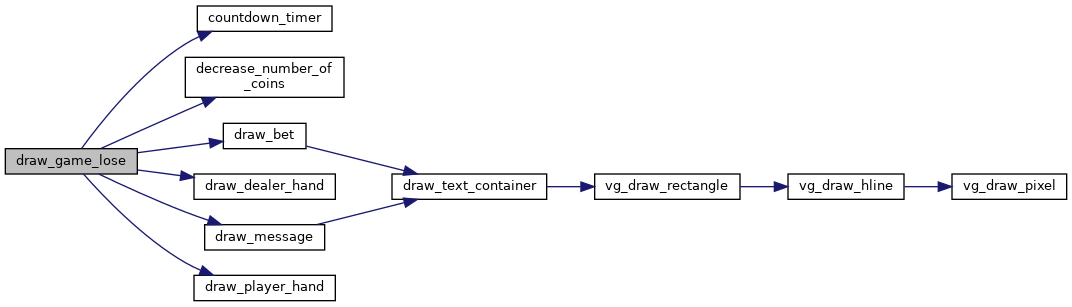 countdown_timer
decrease_number_of
_coins
draw_bet
draw_game_lose
draw_dealer_hand
draw_text_container
vg_draw_rectangle
vg_draw_hline
vg_draw_pixel
draw_message
draw_player_hand